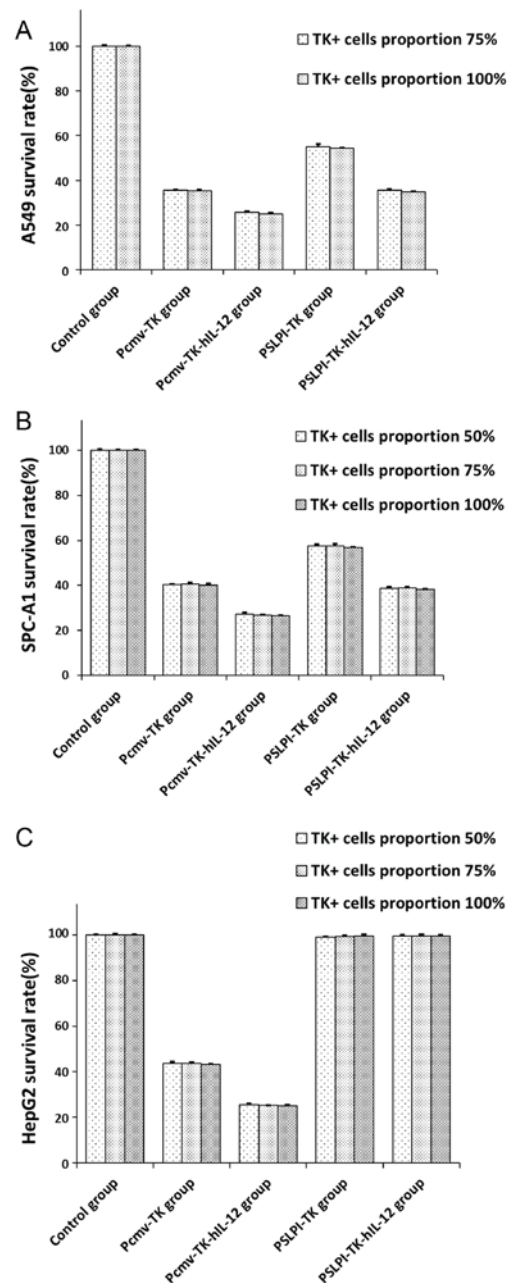 A
TK+ cells proportion 75%
TK+ cells proportion 100%
A549 survival rate(%)
100
80
60
40
20
0
Control group
Pcmv-TK group
Pcmv-TK-hIL-12 group
PSLPI-TK group
PSLPI-TK-hIL-12 group
B
TK+ cells proportion 50%
TK+ cells proportion 75%
TK+ cells proportion 100%
SPC-A1 survival rate(%)
100
80
60
40
20
0
Control group
Pcmv-TK group
Pcmv-TK-hIL-12 group
PSLPI-TK group
PSLPI-TK-hIL-12 group
C
TK+ cells proportion 50%
TK+ cells proportion 75%
TK+ cells proportion 100%
HepG2 survival rate(%)
100
80
60
40
20
0
Control group
Pcmv-TK group
Pcmv-TK-hIL-12 group
PSLPI-TK group
PSLPI-TK-hIL-12 group